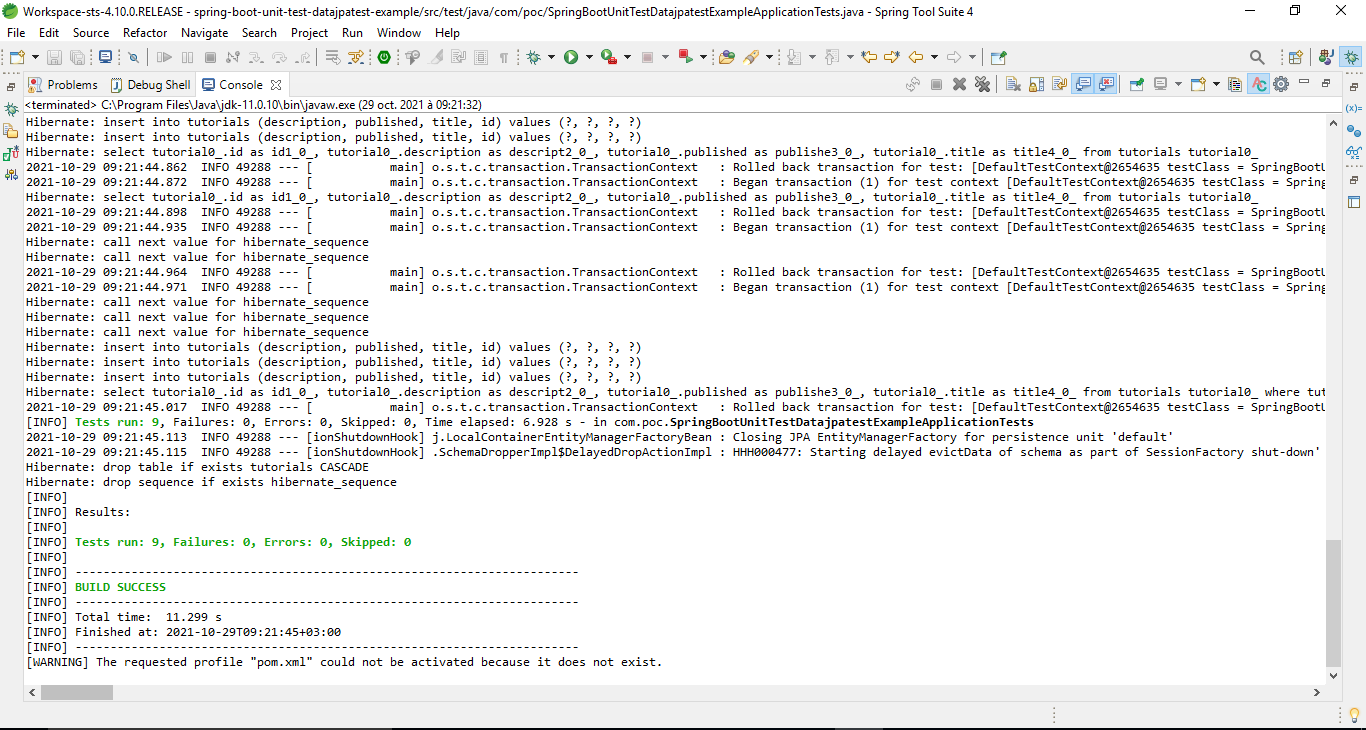 Workspace-sts-4.10.0.RELEASE - spring-boot-unit-test-datajpatest-example/src/test/java/com/poc/SpringBootUnitTestDatajpatestExampleApplicationTests.java - Spring Tool Suite 4
File Edit Source Refactor Navigate Search Project Run Window Help
Problems Debug Shell Console
<terminated> C:\Program Files\Java\jdk-11.0.10\bin\javaw.exe (29 oct. 2021 à 09:21:32)
Hibernate: insert into tutorials (description, published, title, id) values (?, ?, ?, ?)
Hibernate: insert into tutorials (description, published, title, id) values (?, ?, ?, ?)
Hibernate: select tutorial0_.id as id1_0_, tutorial0_.description as descript2_0_, tutorial0_.published as publishe3_0_, tutorial0_.title as title4_0_ from tutorials tutorial0_
2021-10-29 09:21:44.862  INFO 49288 --- [           main] o.s.t.c.transaction.TransactionContext   : Rolled back transaction for test: [DefaultTestContext@2654635 testClass = SpringBootU
2021-10-29 09:21:44.872  INFO 49288 --- [           main] o.s.t.c.transaction.TransactionContext   : Began transaction (1) for test context [DefaultTestContext@2654635 testClass = Spring
Hibernate: select tutorial0_.id as id1_0_, tutorial0_.description as descript2_0_, tutorial0_.published as publishe3_0_, tutorial0_.title as title4_0_ from tutorials tutorial0_
2021-10-29 09:21:44.898  INFO 49288 --- [           main] o.s.t.c.transaction.TransactionContext   : Rolled back transaction for test: [DefaultTestContext@2654635 testClass = SpringBootU
2021-10-29 09:21:44.935  INFO 49288 --- [           main] o.s.t.c.transaction.TransactionContext   : Began transaction (1) for test context [DefaultTestContext@2654635 testClass = Spring
Hibernate: call next value for hibernate_sequence
Hibernate: call next value for hibernate_sequence
2021-10-29 09:21:44.964  INFO 49288 --- [           main] o.s.t.c.transaction.TransactionContext   : Rolled back transaction for test: [DefaultTestContext@2654635 testClass = SpringBootU
2021-10-29 09:21:44.971  INFO 49288 --- [           main] o.s.t.c.transaction.TransactionContext   : Began transaction (1) for test context [DefaultTestContext@2654635 testClass = Spring
Hibernate: call next value for hibernate_sequence
Hibernate: call next value for hibernate_sequence
Hibernate: call next value for hibernate_sequence
Hibernate: insert into tutorials (description, published, title, id) values (?, ?, ?, ?)
Hibernate: insert into tutorials (description, published, title, id) values (?, ?, ?, ?)
Hibernate: insert into tutorials (description, published, title, id) values (?, ?, ?, ?)
Hibernate: select tutorial0_.id as id1_0_, tutorial0_.description as descript2_0_, tutorial0_.published as publishe3_0_, tutorial0_.title as title4_0_ from tutorials tutorial0_ where tut
2021-10-29 09:21:45.017  INFO 49288 --- [           main] o.s.t.c.transaction.TransactionContext   : Rolled back transaction for test: [DefaultTestContext@2654635 testClass = SpringBootU
[INFO] Tests run: 9, Failures: 0, Errors: 0, Skipped: 0, Time elapsed: 6.928 s - in com.poc.SpringBootUnitTestDatajpatestExampleApplicationTests
2021-10-29 09:21:45.113  INFO 49288 --- [ionShutdownHook] j.LocalContainerEntityManagerFactoryBean : Closing JPA EntityManagerFactory for persistence unit 'default'
2021-10-29 09:21:45.115  INFO 49288 --- [ionShutdownHook] .SchemaDropperImpl$DelayedDropActionImpl : HHH000477: Starting delayed evictData of schema as part of SessionFactory shut-down'
Hibernate: drop table if exists tutorials CASCADE
Hibernate: drop sequence if exists hibernate_sequence
[INFO]
[INFO] Results:
[INFO]
[INFO] Tests run: 9, Failures: 0, Errors: 0, Skipped: 0
[INFO]
[INFO] ------------------------------------------------------------------------
[INFO] BUILD SUCCESS
[INFO] ------------------------------------------------------------------------
[INFO] Total time:  11.299 s
[INFO] Finished at: 2021-10-29T09:21:45+03:00
[INFO] ------------------------------------------------------------------------
[WARNING] The requested profile "pom.xml" could not be activated because it does not exist.